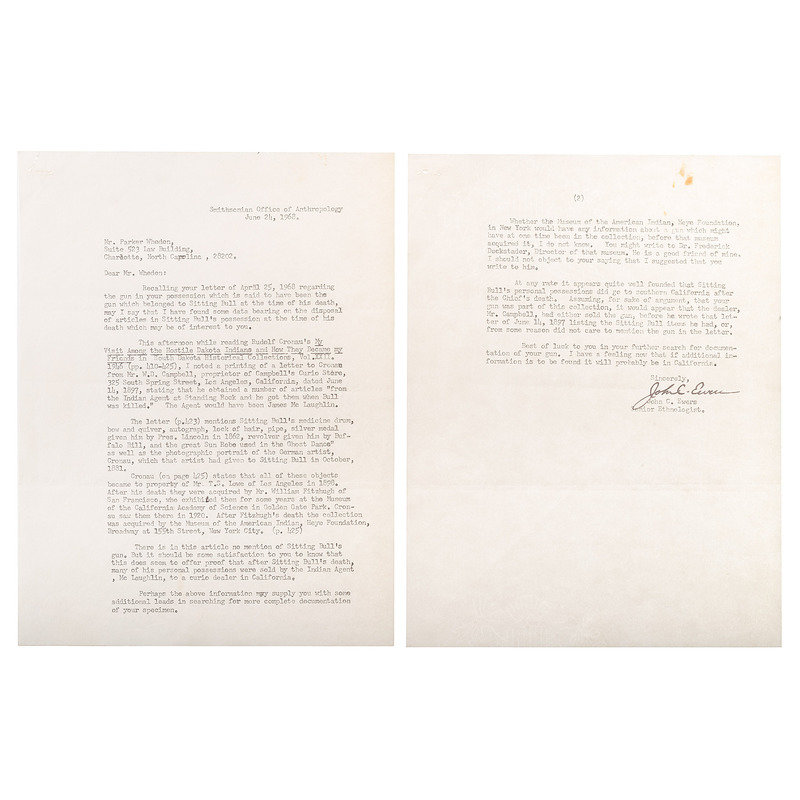 Smithsonian Office of Anthropology
June 24, 1968.
Mr. Parker Whedon,
Suite 523 Law Building,
Charlotte, North Carolina , 28202.
Dear Mr. Whedon:
Recalling your letter of April 25, 1968 regarding
the gun in your possession which is said to have been the
gun which belonged to Sitting Bull at the time of his death,
may I say that I have found some data bearing on the disposal
of articles in Sitting Bull's possession at the time of his
death which may be of interest to you.
This afternoon while reading Rudolf Cronau's My
Visit Among the Hostile Dakota Indians and How They Became my
Friends in South Dakota Historical Collections, Vol.XXII.
1946 (pp. 410-425), I noted a printing of a letter to Cronau
from Mr. W.D. Campbell, proprietor of Campbell's Curio Store,
325 South Spring Street, Los Angeles, California, dated June
14, 1897, stating that he obtained a number of articles "from
the Indian Agent at Standing Rock and he got them when Bull
was killed." The Agent would have been James Mc Laughlin.
The letter (p.423) mentions Sitting Bull's medicine drum,
bow and quiver, autograph, lock of hair, pipe, silver medal
given him by Pres. Lincoln in 1862, revolver given him by Buf-
falo Bill, and the great Sun Robe used in the Ghost Dance"
as well as the photographic portrait of the German artist,
Cronau, which that artist had given to Sitting Bull in October,
1881.
Cronau (on page 425) states that all of these objects
became to property of Mr. T.S. Lowe of Los Angeles in 1898.
After his death they were acquired by Mr. William Fitzhugh of
San Francisco, who exhibited them for some years at the Museum
of the California Academy of Science in Golden Gate Park. Cron-
au saw them there in 1920. After Fitzhugh's death the collection
was acquired by the Museum of the American Indian, Heye Foundation,
Broadway at 155th Street, New York City. (p. 425)
There is in this article no mention of Sitting Bull's
gun. But it should be some satisfaction to you to know that
this does seem to offer proof that after Sitting Bull's death,
many of his personal possessions were sold by the Indian Agent
, Mc Laughlin, to a curio dealer in California.
Perhaps the above information may supply you with some
additional leads in searching for more complete documentation
of your specimen.
(2)
Whether the Museum of the American Indian, Heye Foundation,
in New York would have any information about a gun which might
have at one time been in the collection, before that museum
acquired it, I do not know. You might write to Dr. Frederick
Dockstader, Director of that museum. He is a good friend of mine.
I should not object to your saying that I suggested that you
write to him.
At any rate it appears quite well founded that Sitting
Bull's personal possessions did go to southern California after
the Chief's death. Assuming, for sake of argument, that your
gun was part of this collection, it would appear that the dealer,
Mr. Campbell, had either sold the gun, before he wrote that let-
ter of June 14, 1897 listing the Sitting Bull items he had, or,
from some reason did not care to mention the gun in the letter.
Best of luck to you in your further search for documen-
tation of your gun. I have a feeling now that if additional in-
formation is to be found it will probably be in California.
Sincerely,
John C. Ewers
John C. Ewers
Senior Ethnologist.